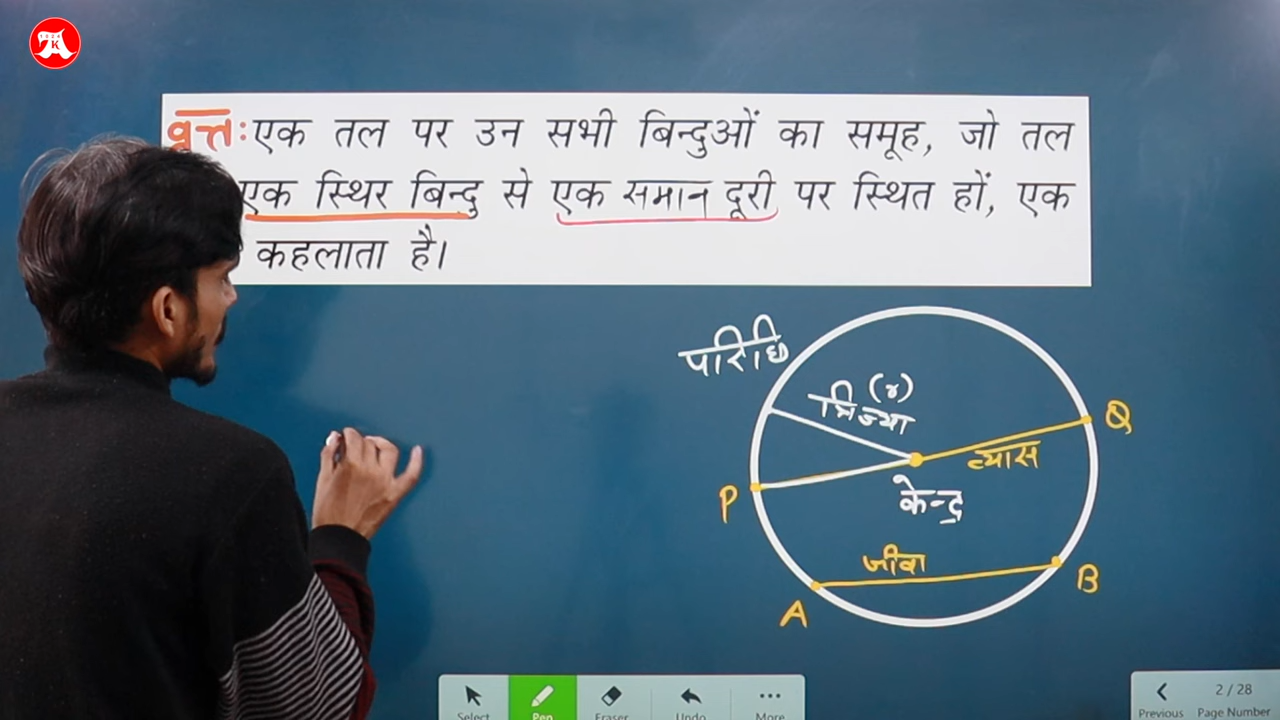 वृत्तः एक तल पर उन सभी बिन्दुओं का समूह, जो तल
एक स्थिर बिन्दु से एक समान दूरी पर स्थित हों, एक
कहलाता है।
परिधि
(r)
त्रिज्या
Q
व्यास
P
केन्द्र
जीवा
A
B
Select
Pen
Eraser
Undo
More
Previous
2 / 28
Page Number